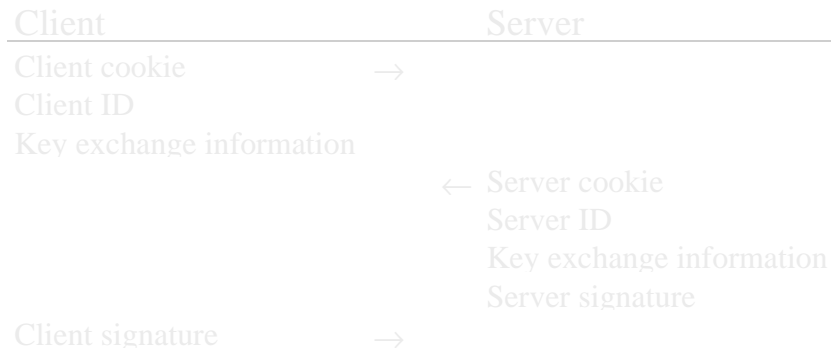 Client Server
Client cookie →
Client ID
Key exchange information
← Server cookie
Server ID
Key exchange information
Server signature
Client signature →